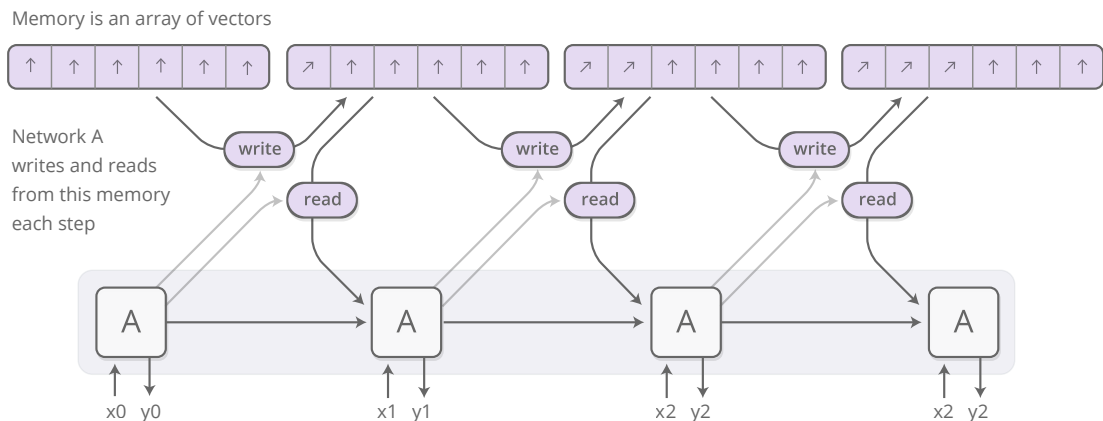 Memory is an array of vectors
Network A
writes and reads
from this memory
each step
write
write
write
read
read
read
A
A
A
A
x0 y0
x1 y1
x2 y2
x2 y2